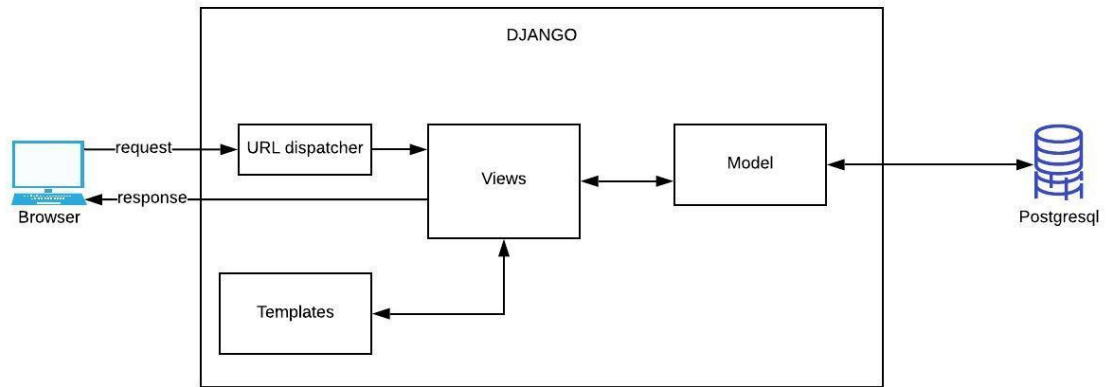 DJANGO
request
URL dispatcher
Views
Model
response
Browser
Postgresql
Templates